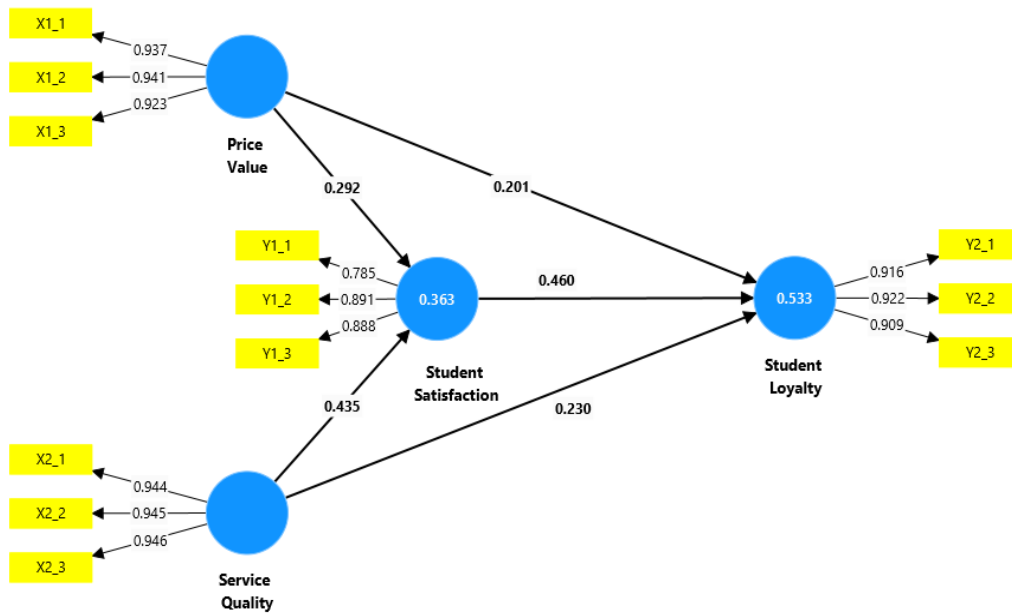 X1_1
0.937
X1_2
0.941
X1_3
0.923
Price
Value
0.292
0.201
Y1_1
0.785
Y1_2
0.891
Y1_3
0.888
0.363
Student
Satisfaction
0.460
0.533
Student
Loyalty
Y2_1
0.916
Y2_2
0.922
Y2_3
0.909
0.435
0.230
X2_1
0.944
X2_2
0.945
X2_3
0.946
Service
Quality